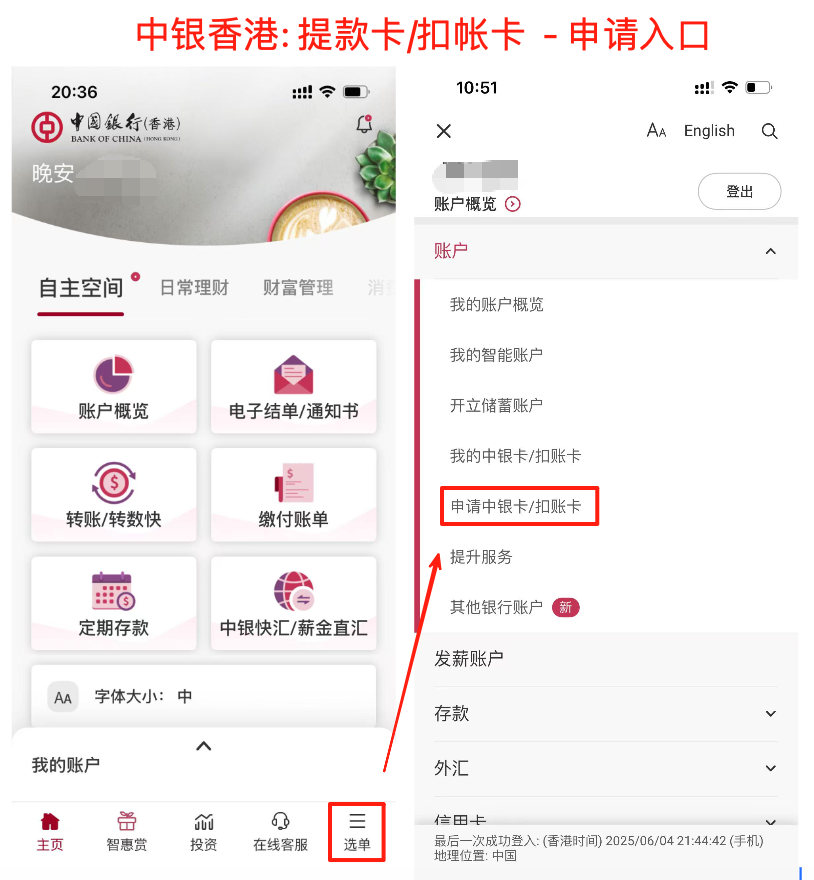 中银香港: 提款卡/扣帐卡 - 申请入口
20:36
中國銀行(香港)
BANK OF CHINA (HONG KONG)
晚安
自主空间 日常理财 财富管理
账户概览 电子结单/通知书
转账/转数快 缴付账单
定期存款 中银快汇/薪金直汇
AA 字体大小: 中
我的账户
主页 智惠赏 投资 在线客服 选单
10:51
AA English
账户概览 登出
账户
我的账户概览
我的智能账户
开立储蓄账户
我的中银卡/扣账卡
申请中银卡/扣账卡
提升服务
其他银行账户 新
发薪账户
存款
外汇
信用卡
最后一次成功登入: (香港时间) 2025/06/04 21:44:42 (手机)
地理位置: 中国